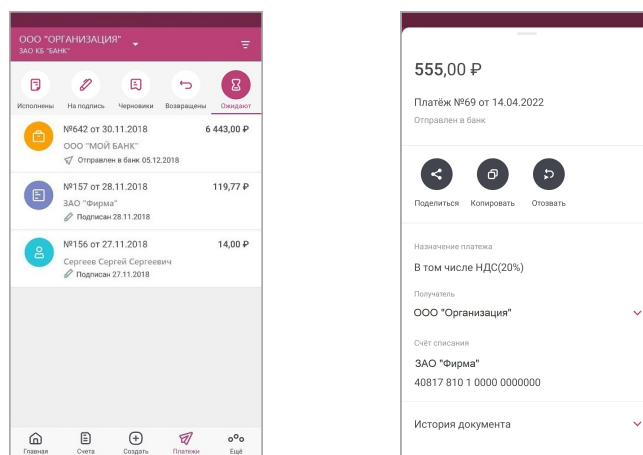 ООО "ОРГАНИЗАЦИЯ"
ЗАО КБ "БАНК"
Исполнены На подпись Черновики Возвращены Ожидают
№642 от 30.11.2018 6 443,00 ₽
ООО "МОЙ БАНК"
Отправлен в банк 05.12.2018
№157 от 28.11.2018 119,77 ₽
ЗАО "Фирма"
Подписан 28.11.2018
№156 от 27.11.2018 14,00 ₽
Сергеев Сергей Сергеевич
Подписан 27.11.2018
Главная Счета Создать Платежи Ещё
555,00 ₽
Платёж №69 от 14.04.2022
Отправлен в банк
Поделиться Копировать Отозвать
Назначение платежа
В том числе НДС(20%)
Получатель
ООО "Организация"
Счёт списания
ЗАО "Фирма"
40817 810 1 0000 0000000
История документа